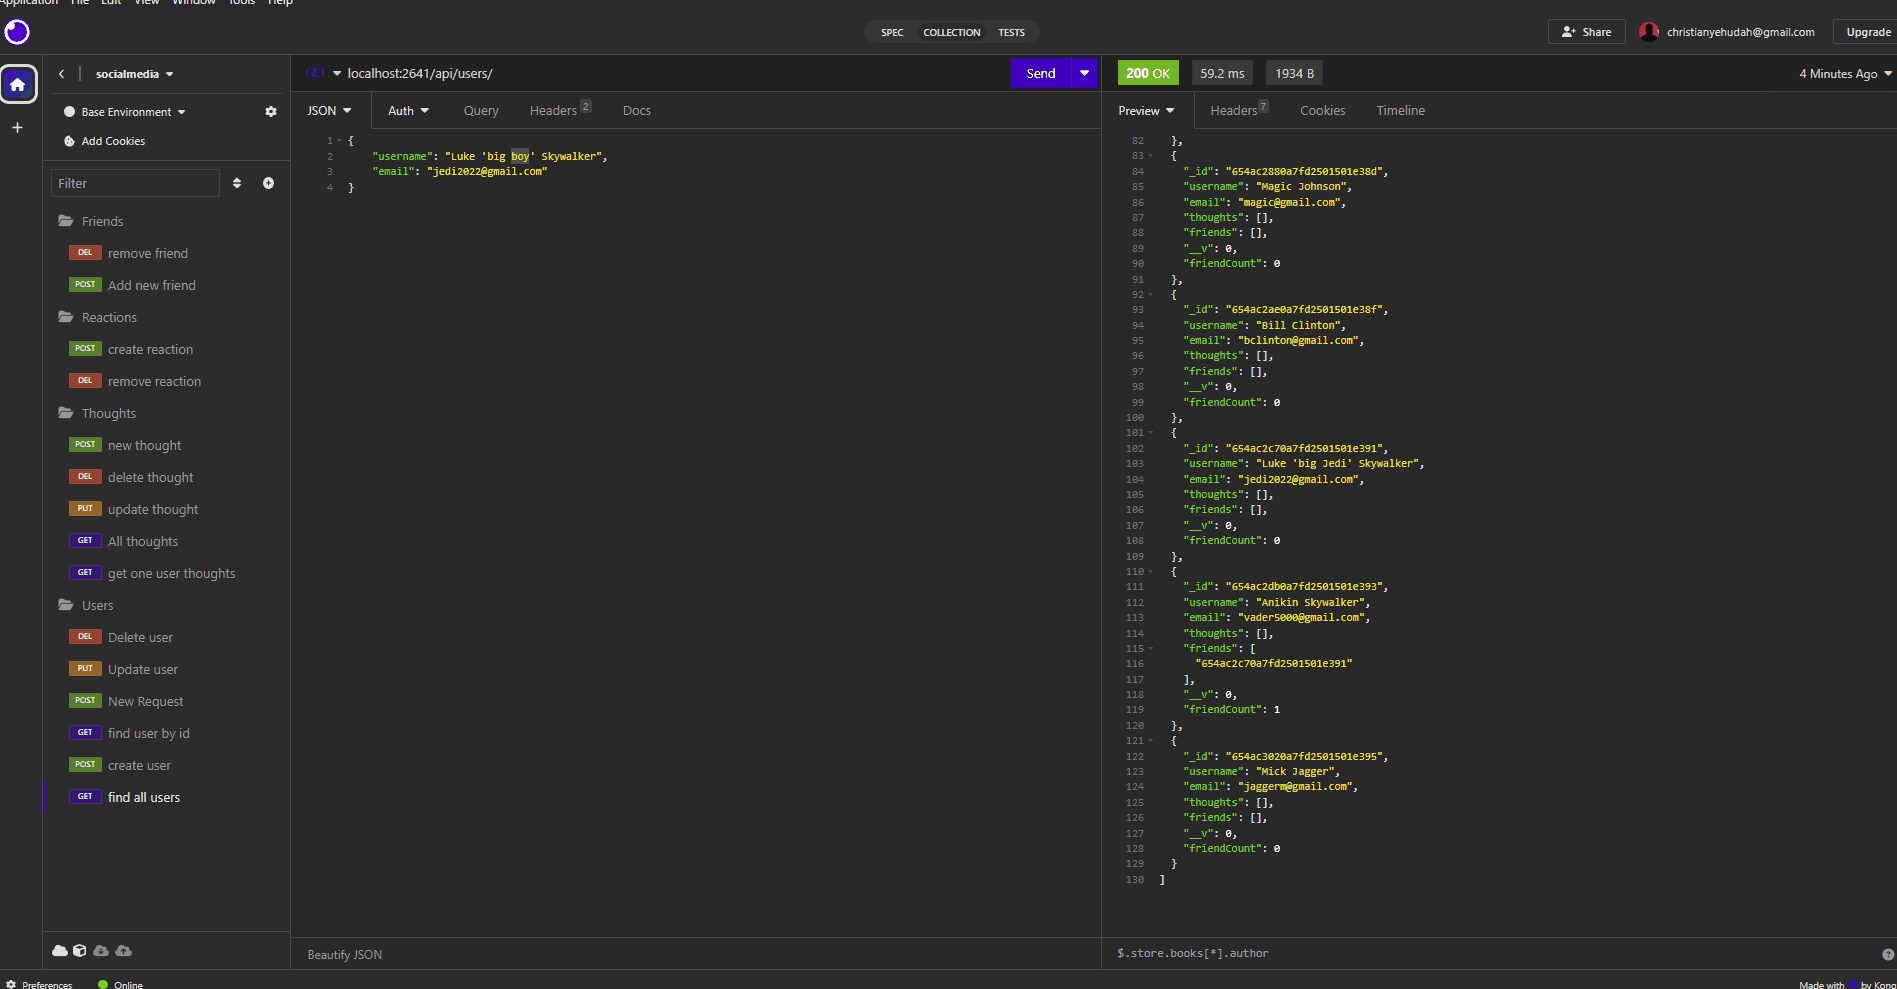 Application File Edit View Window Tools Help
SPEC COLLECTION TESTS
Share
christianyehudah@gmail.com
Upgrade
socialmedia
Base Environment
Add Cookies
Filter
Friends
DEL remove friend
POST Add new friend
Reactions
POST create reaction
DEL remove reaction
Thoughts
POST new thought
DEL delete thought
PUT update thought
GET All thoughts
GET get one user thoughts
Users
DEL Delete user
PUT Update user
POST New Request
GET find user by id
POST create user
GET find all users
GET localhost:2641/api/users/
Send
JSON Auth Query Headers 2 Docs
1 {
2 "username": "Luke 'big boy' Skywalker",
3 "email": "jedi2022@gmail.com"
4 }
Beautify JSON
200 OK 59.2 ms 1934 B
4 Minutes Ago
Preview Headers 7 Cookies Timeline
82 },
83 {
84 "_id": "654ac2880a7fd2501501e38d",
85 "username": "Magic Johnson",
86 "email": "magic@gmail.com",
87 "thoughts": [],
88 "friends": [],
89 "__v": 0,
90 "friendCount": 0
91 },
92 {
93 "_id": "654ac2ae0a7fd2501501e38f",
94 "username": "Bill Clinton",
95 "email": "bclinton@gmail.com",
96 "thoughts": [],
97 "friends": [],
98 "__v": 0,
99 "friendCount": 0
100 },
101 {
102 "_id": "654ac2c70a7fd2501501e391",
103 "username": "Luke 'big Jedi' Skywalker",
104 "email": "jedi2022@gmail.com",
105 "thoughts": [],
106 "friends": [],
107 "__v": 0,
108 "friendCount": 0
109 },
110 {
111 "_id": "654ac2db0a7fd2501501e393",
112 "username": "Anikin Skywalker",
113 "email": "vader5000@gmail.com",
114 "thoughts": [],
115 "friends": [
116 "654ac2c70a7fd2501501e391"
117 ],
118 "__v": 0,
119 "friendCount": 1
120 },
121 {
122 "_id": "654ac3020a7fd2501501e395",
123 "username": "Mick Jagger",
124 "email": "jaggerm@gmail.com",
125 "thoughts": [],
126 "friends": [],
127 "__v": 0,
128 "friendCount": 0
129 }
130 ]
$.store.books[*].author
Preferences
Online
Made with by Kong